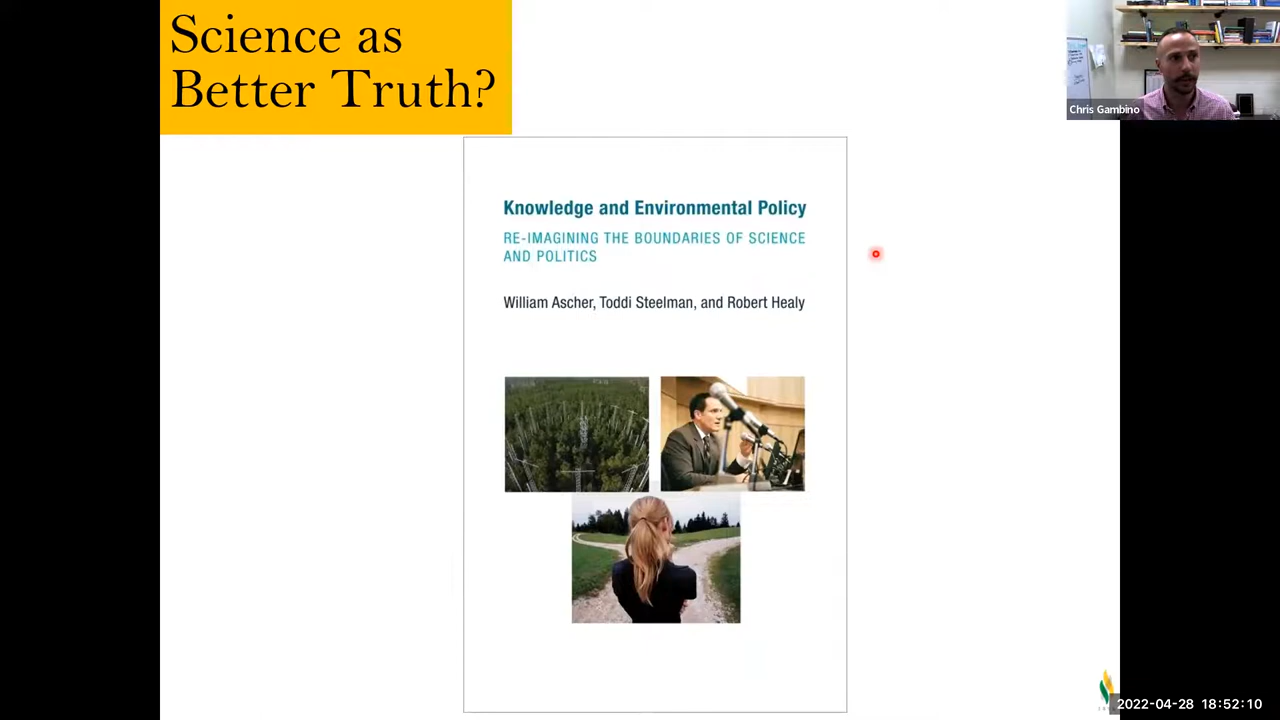 Science as
Better Truth?
Chris Gambino
Knowledge and Environmental Policy
RE-IMAGINING THE BOUNDARIES OF SCIENCE
AND POLITICS
William Ascher, Toddi Steelman, and Robert Healy
2022-04-28 18:52:10